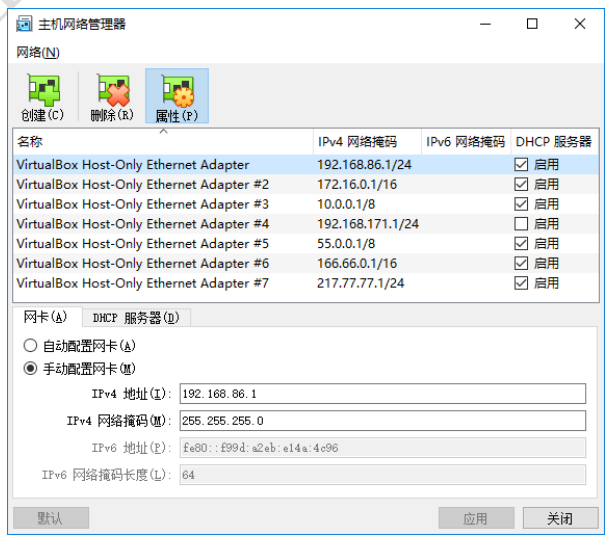 主机网络管理器
网络(N)
创建(C) 删除(R) 属性(P)
名称 IPv4 网络掩码 IPv6 网络掩码 DHCP 服务器
VirtualBox Host-Only Ethernet Adapter 192.168.86.1/24 启用
VirtualBox Host-Only Ethernet Adapter #2 172.16.0.1/16 启用
VirtualBox Host-Only Ethernet Adapter #3 10.0.0.1/8 启用
VirtualBox Host-Only Ethernet Adapter #4 192.168.171.1/24 启用
VirtualBox Host-Only Ethernet Adapter #5 55.0.0.1/8 启用
VirtualBox Host-Only Ethernet Adapter #6 166.66.0.1/16 启用
VirtualBox Host-Only Ethernet Adapter #7 217.77.77.1/24 启用
网卡(A) DHCP 服务器(D)
自动配置网卡(A)
手动配置网卡(M)
IPv4 地址(I): 192.168.86.1
IPv4 网络掩码(M): 255.255.255.0
IPv6 地址(P): fe80::f99d:a2eb:e14a:4c96
IPv6 网络掩码长度(L): 64
默认 应用 关闭